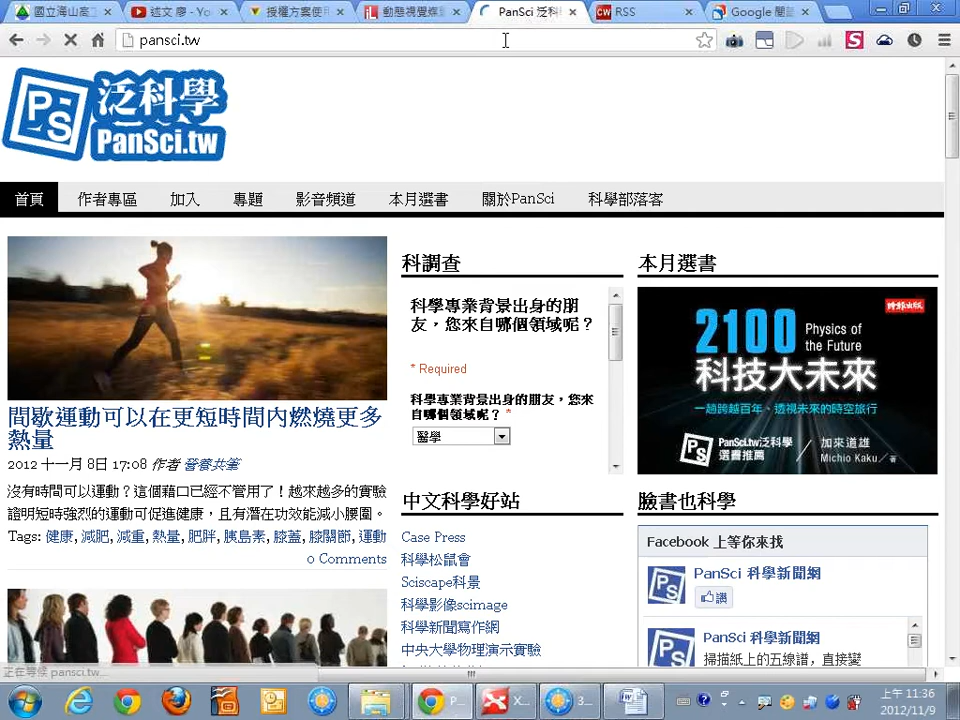 國立海山高工
述文 廖 - Yo
授權方案使用
動態視覺蝶
PanSci 泛科
RSS
Google 閱讀
pansci.tw
PS 泛科學
PanSci.tw
首頁 作者專區 加入 專題 影音頻道 本月選書 關於PanSci 科學部落客
間歇運動可以在更短時間內燃燒更多
熱量
2012 十一月 8日 17:08 作者 營養共筆
沒有時間可以運動？這個藉口已經不管用了！越來越多的實驗
證明短時強烈的運動可促進健康，且有潛在功效能減小腰圍。
Tags: 健康, 減肥, 減重, 熱量, 肥胖, 胰島素, 膝蓋, 膝關節, 運動
0 Comments
科調查
科學專業背景出身的朋
友，您來自哪個領域呢？
* Required
科學專業背景出身的朋友，您來
自哪個領域呢？ *
醫學
中文科學好站
Case Press
科學松鼠會
Sciscape科景
科學影像scimage
科學新聞寫作網
中央大學物理演示實驗
本月選書
時報出版
2100 Physics of
the Future
科技大未來
一趟跨越百年、透視未來的時空旅行
PS PanSci.tw泛科學
選書推薦
加來道雄
Michio Kaku／著
臉書也科學
Facebook 上等你來找
PanSci 科學新聞網
讚
PanSci 科學新聞網
掃描紙上的五線譜，直接變
正在等候 pansci.tw...
P...
X...
3...
上午 11:36
2012/11/9